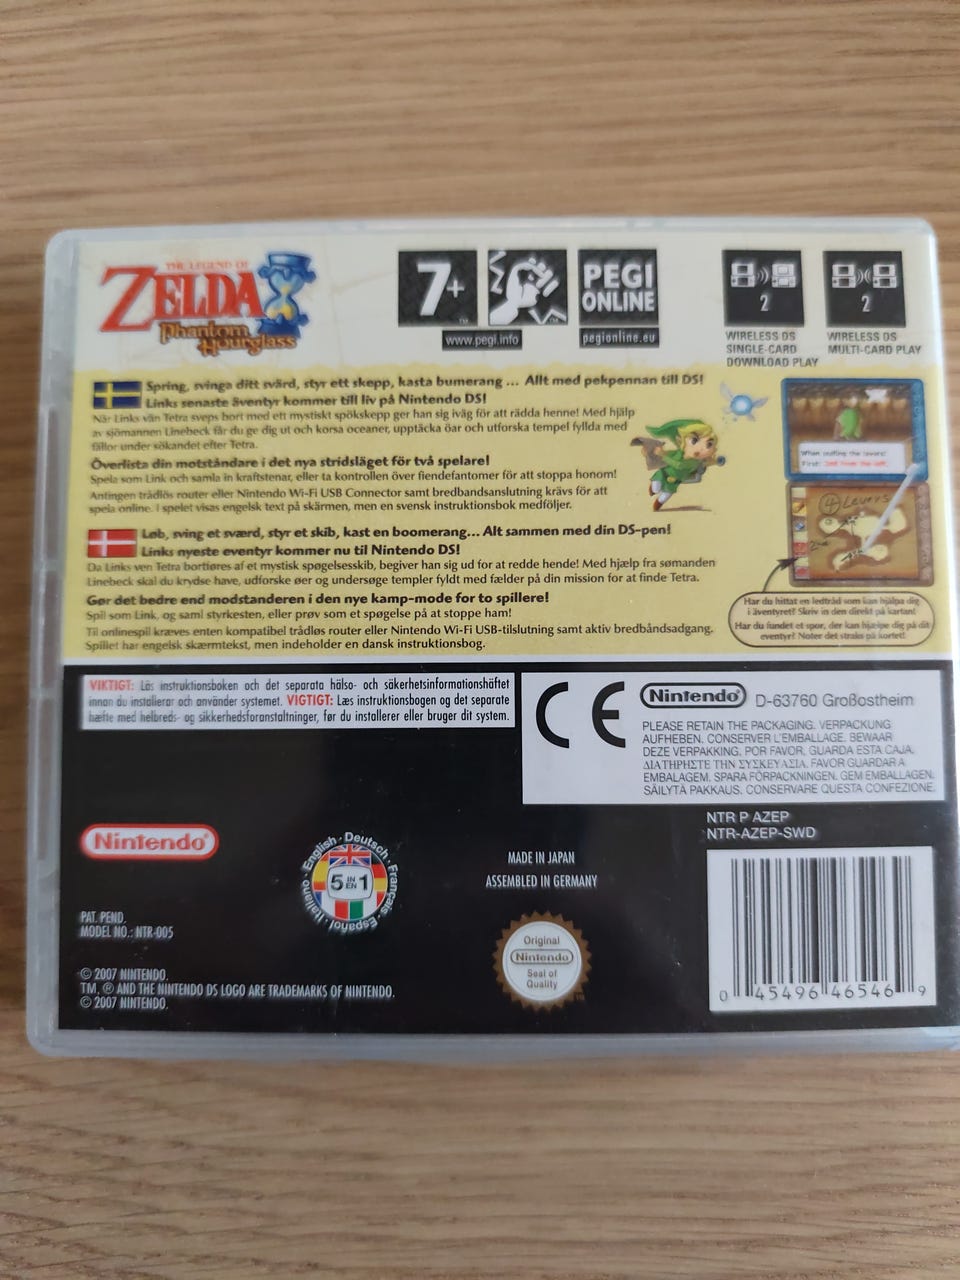 THE LEGEND OF
ZELDA
Phantom
Hourglass
7+
TM
www.pegi.info
PEGI
ONLINE
pegionline.eu
2
WIRELESS DS
SINGLE-CARD
DOWNLOAD PLAY
2
WIRELESS DS
MULTI-CARD PLAY
Spring, svinga ditt svärd, styr ett skepp, kasta bumerang ... Allt med pekpennan till DS!
Links senaste äventyr kommer till liv på Nintendo DS!
När Links vän Tetra sveps bort med ett mystiskt spökskepp ger han sig iväg för att rädda henne! Med hjälp
av sjömannen Linebeck får du ge dig ut och korsa oceaner, upptäcka öar och utforska tempel fyllda med
fällor under sökandet efter Tetra.
Överlista din motståndare i det nya stridsläget för två spelare!
Spela som Link och samla in kraftstenar, eller ta kontrollen över fiendefantomer för att stoppa honom!
Antingen trådlös router eller Nintendo Wi-Fi USB Connector samt bredbandsanslutning krävs för att
spela online. I spelet visas engelsk text på skärmen, men en svensk instruktionsbok medföljer.
Løb, sving et sværd, styr et skib, kast en boomerang... Alt sammen med din DS-pen!
Links nyeste eventyr kommer nu til Nintendo DS!
Da Links ven Tetra bortføres af et mystisk spøgelsesskib, begiver han sig ud for at redde hende! Med hjælp fra sømanden
Linebeck skal du krydse have, udforske øer og undersøge templer fyldt med fælder på din mission for at finde Tetra.
Gør det bedre end modstanderen i den nye kamp-mode for to spillere!
Spil som Link, og saml styrkesten, eller prøv som et spøgelse på at stoppe ham!
Til onlinespil kræves enten kompatibel trådløs router eller Nintendo Wi-Fi USB-tilslutning samt aktiv bredbåndsadgang.
Spillet har engelsk skærmtekst, men indeholder en dansk instruktionsbog.
When pulling the levers:
First: 2nd from the left.
4 Levers
2nd
Har du hittat en ledtråd som kan hjälpa dig
i äventyret? Skriv in den direkt på kartan!
Har du fundet et spor, der kan hjælpe dig på dit
eventyr? Noter det straks på kortet!
VIKTIGT: Läs instruktionsboken och det separata hälso- och säkerhetsinformationshäftet
innan du installerar och använder systemet. VIGTIGT: Læs instruktionsbogen og det separate
hæfte med helbreds- og sikkerhedsforanstaltninger, før du installerer eller bruger dit system.
CE
Nintendo® D-63760 Großostheim
PLEASE RETAIN THE PACKAGING. VERPACKUNG
AUFHEBEN. CONSERVER L'EMBALLAGE. BEWAAR
DEZE VERPAKKING. POR FAVOR, GUARDA ESTA CAJA.
ΔΙΑΤΗΡΗΣΤΕ ΤΗΝ ΣΥΣΚΕΥΑΣΙΑ. FAVOR GUARDAR A
EMBALAGEM. SPARA FÖRPACKNINGEN. GEM EMBALLAGEN.
SÄILYTÄ PAKKAUS. CONSERVARE QUESTA CONFEZIONE.
NTR P AZEP
NTR-AZEP-SWD
Nintendo®
English · Deutsch · Français · Español · Italiano
5 IN EN 1
MADE IN JAPAN
ASSEMBLED IN GERMANY
PAT. PEND.
MODEL NO.: NTR-005
Original
Nintendo
Seal of
Quality
© 2007 NINTENDO.
TM, ® AND THE NINTENDO DS LOGO ARE TRADEMARKS OF NINTENDO.
© 2007 NINTENDO.
0 45496 46546 9